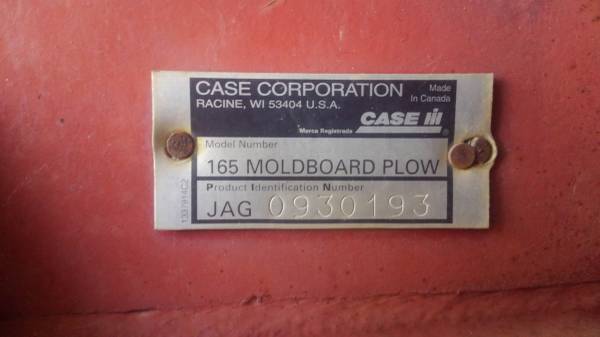 CASE CORPORATION
RACINE, WI 53404 U.S.A.
Made
In Canada
CASE IH
Marca Registrada
Model Number
165 MOLDBOARD PLOW
Product Identification Number
JAG 0930193
1337914C2